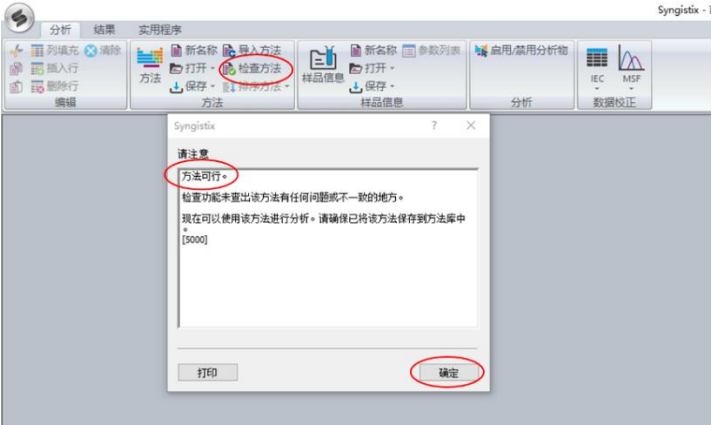 Syngistix -
分析 结果 实用程序
列填充 清除 新名称 导入方法 新名称 参数列表 启用/禁用分析物
插入行 方法 打开 检查方法 样品信息 打开 IEC MSF
删除行 保存 排序方法 保存
编辑 方法 样品信息 分析 数据校正
Syngistix ? ×
请注意
方法可行。
检查功能未查出该方法有任何问题或不一致的地方。
现在可以使用该方法进行分析。请确保已将该方法保存到方法库中
。
[5000]
打印 确定